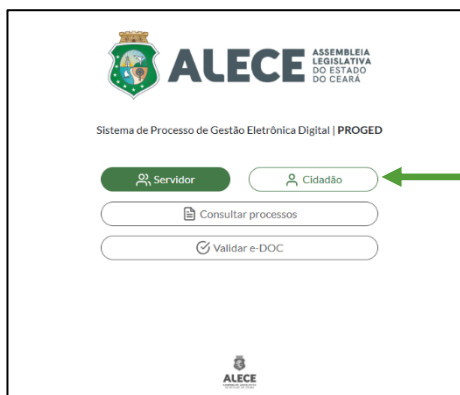 ALECE
ASSEMBLEIA
LEGISLATIVA
DO ESTADO
DO CEARÁ
Sistema de Processo de Gestão Eletrônica Digital | PROGED
Servidor
Cidadão
Consultar processos
Validar e-DOC
ALECE